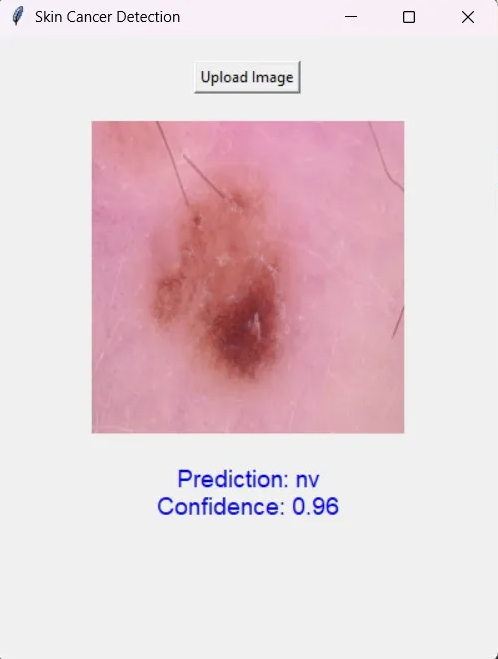 Skin Cancer Detection
Upload Image
Prediction: nv
Confidence: 0.96